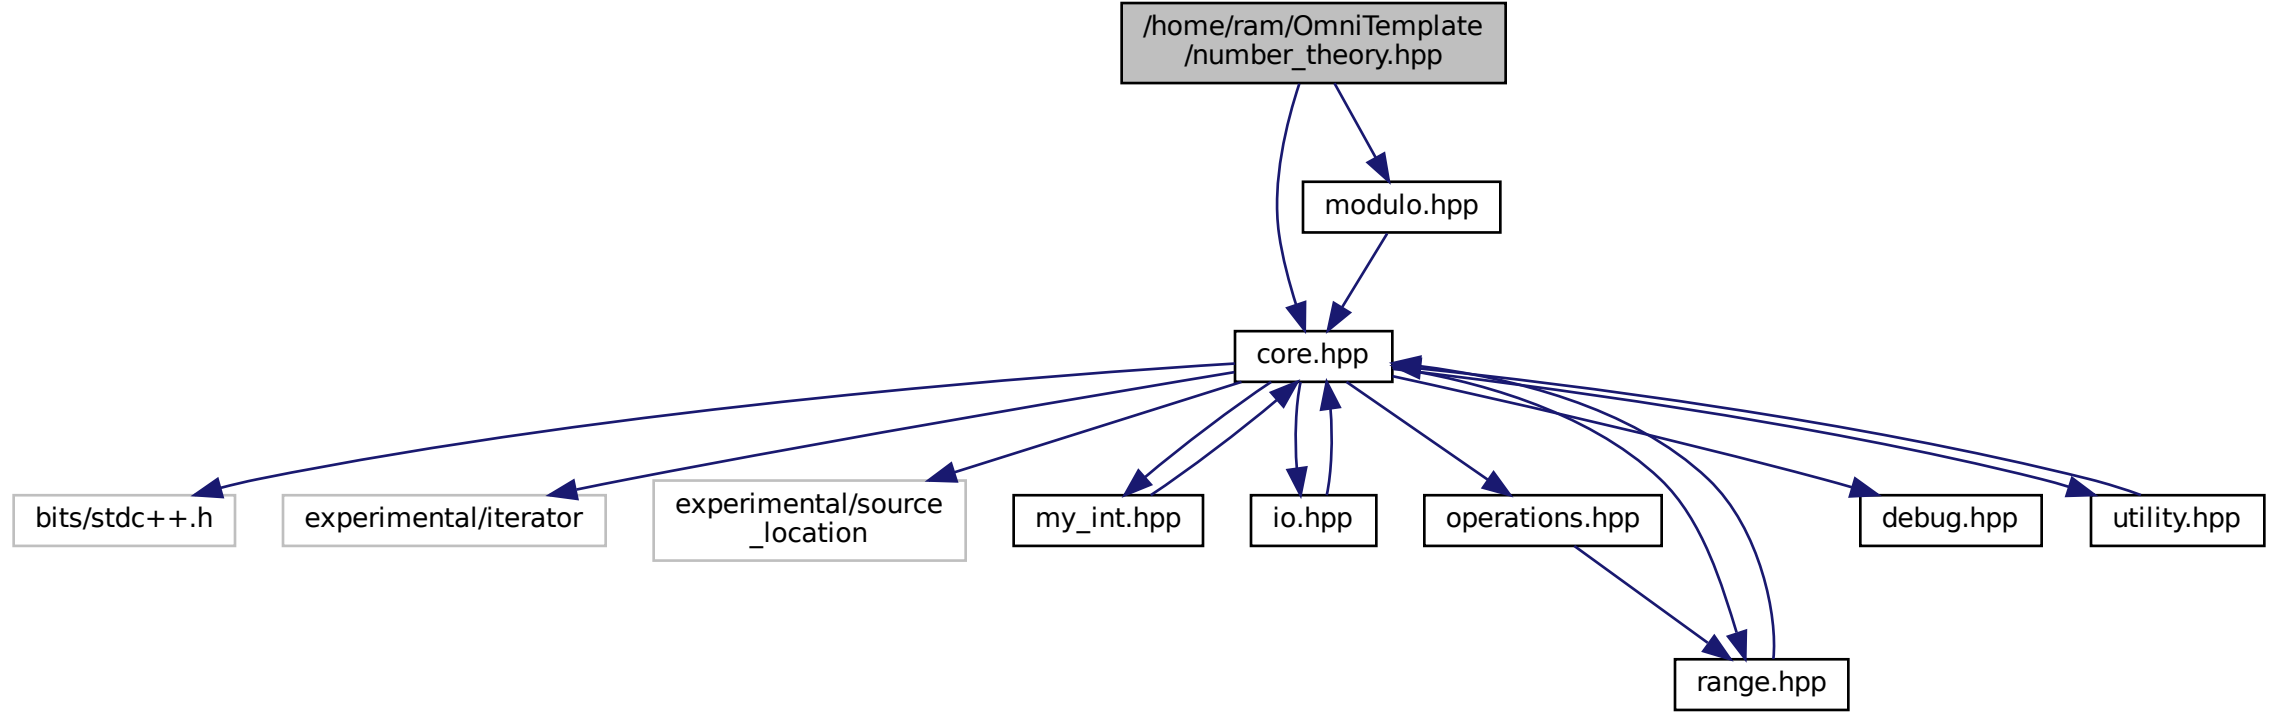 /home/ram/OmniTemplate
/number_theory.hpp
modulo.hpp
core.hpp
bits/stdc++.h
experimental/iterator
experimental/source
_location
my_int.hpp
io.hpp
operations.hpp
debug.hpp
utility.hpp
range.hpp